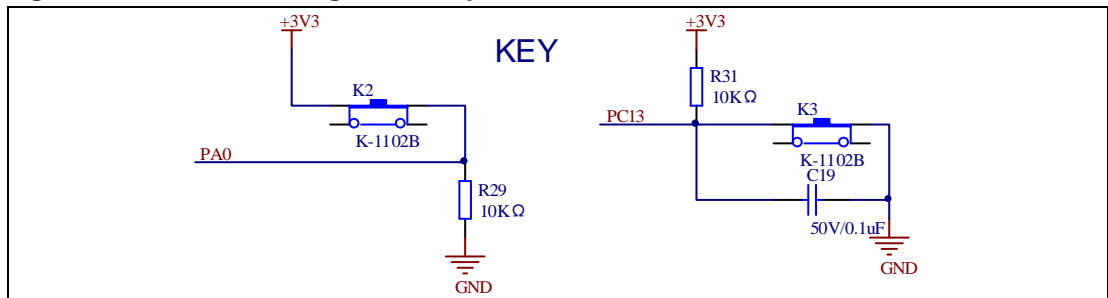 KEY
+3V3
K2
K-1102B
PA0
R29
10KΩ
GND
+3V3
R31
10KΩ
PC13
K3
K-1102B
C19
50V/0.1uF
GND